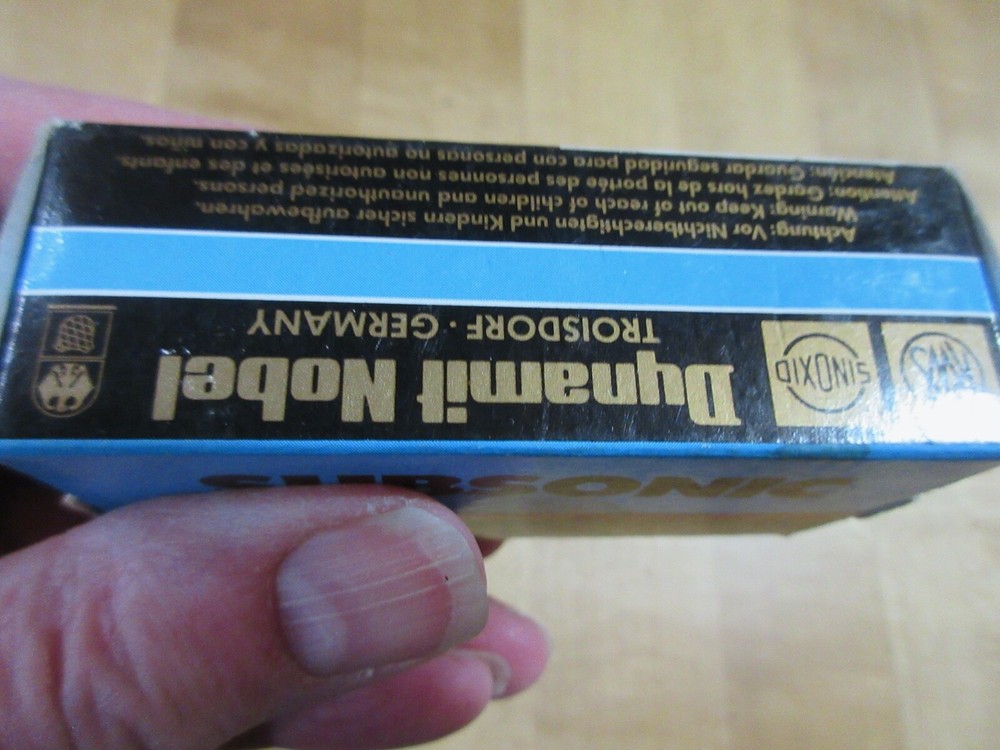 RWS
SINOXID
Dynamit Nobel
TROISDORF · GERMANY
Achtung: Vor Nichtberechtigten und Kindern sicher aufbewahren.
Warning: Keep out of reach of children and unauthorized persons.
Attention: Gardez hors de la portée des personnes non autorisées et des enfants.
Atención: Guardar seguridad para con personas no autorizadas y con niños.
SUBSONIC